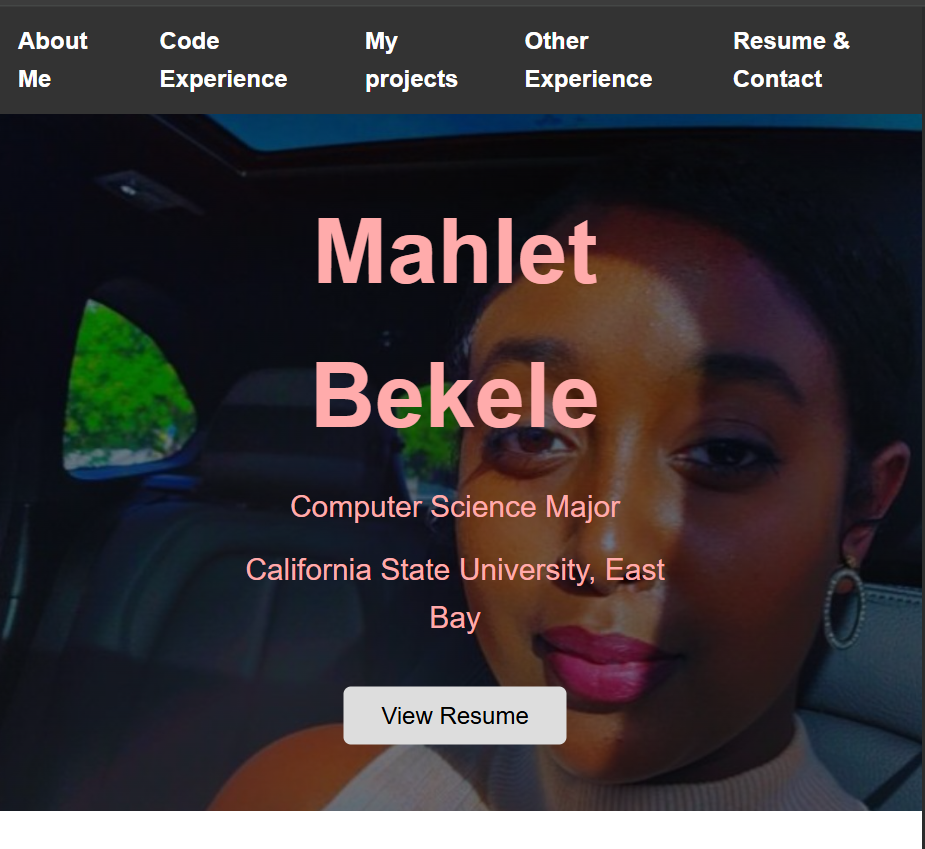 About Me
Code Experience
My projects
Other Experience
Resume & Contact
Mahlet
Bekele
Computer Science Major
California State University, East
Bay
View Resume